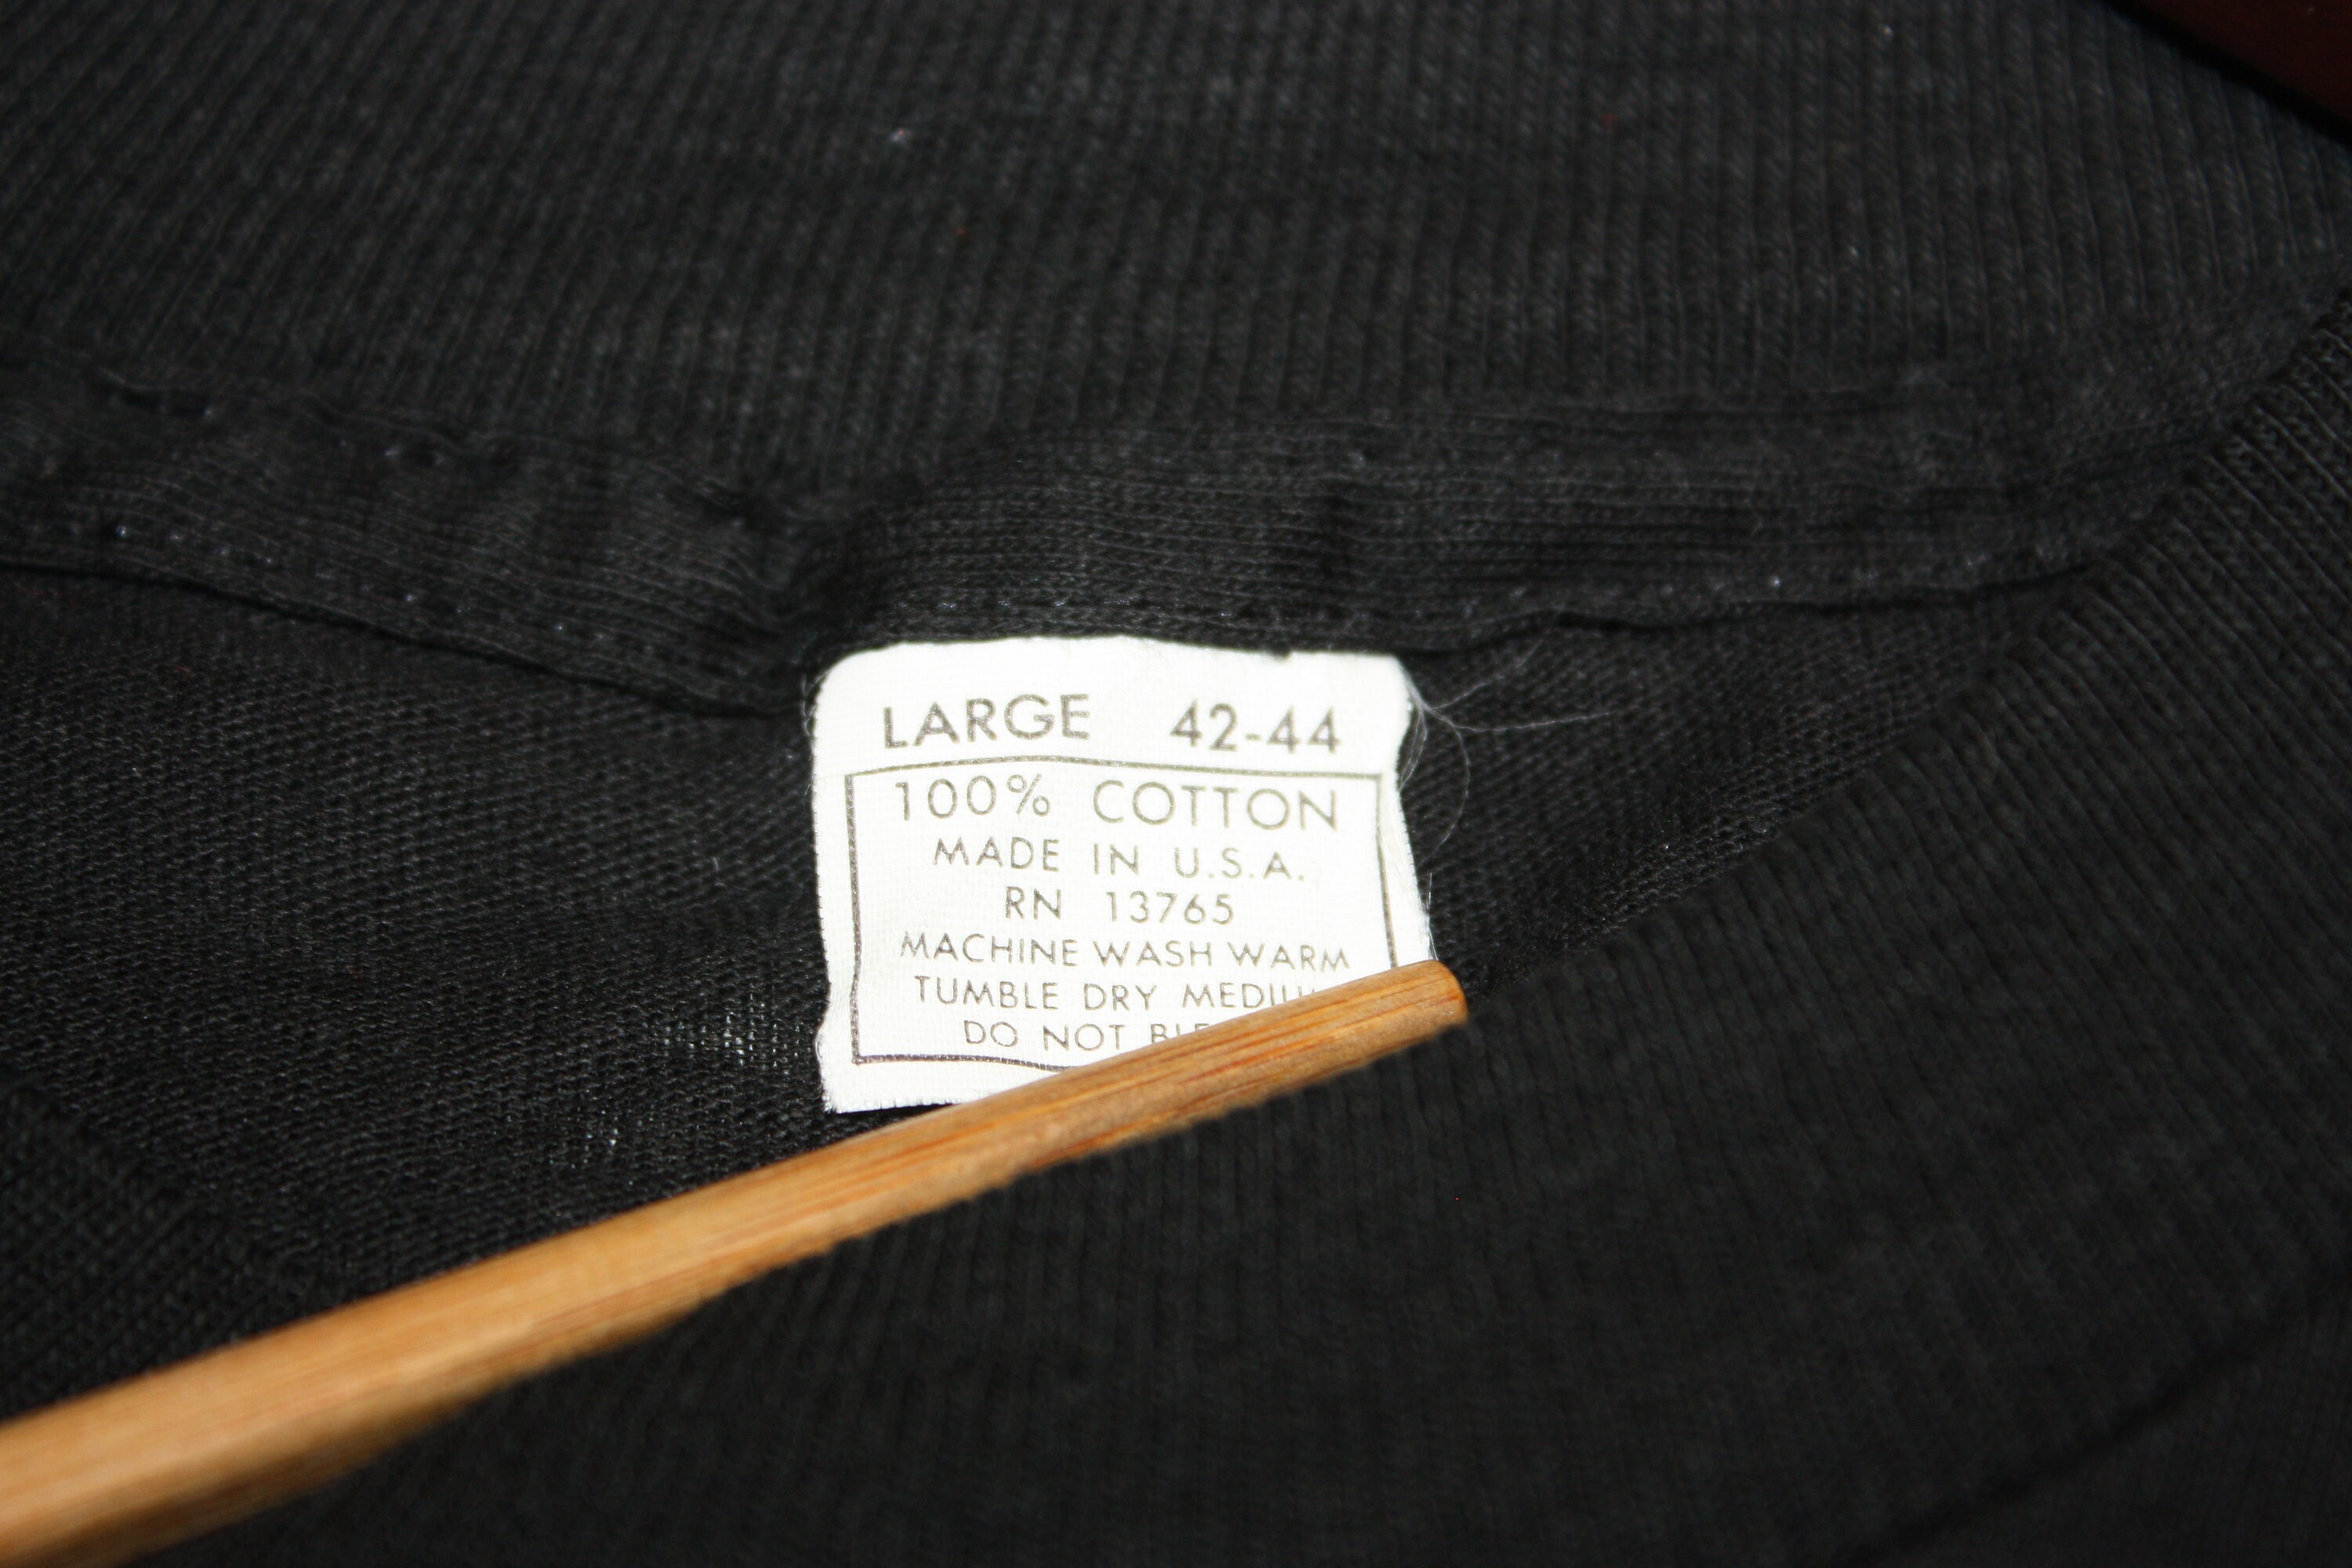 LARGE 42-44
100% COTTON
MADE IN U.S.A.
RN 13765
MACHINE WASH WARM
TUMBLE DRY
DO NOT